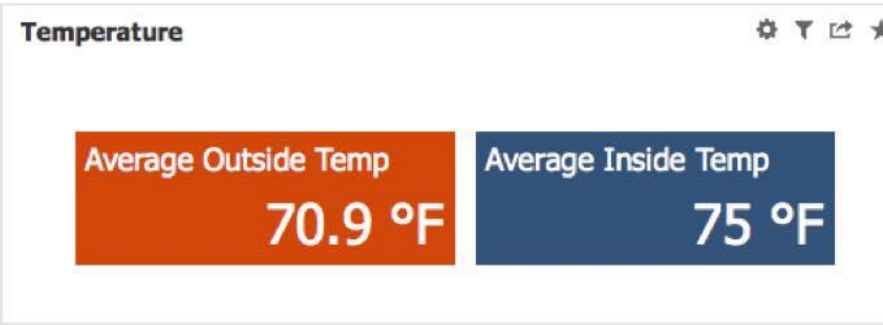 Temperature
Average Outside Temp
70.9 °F
Average Inside Temp
75 °F